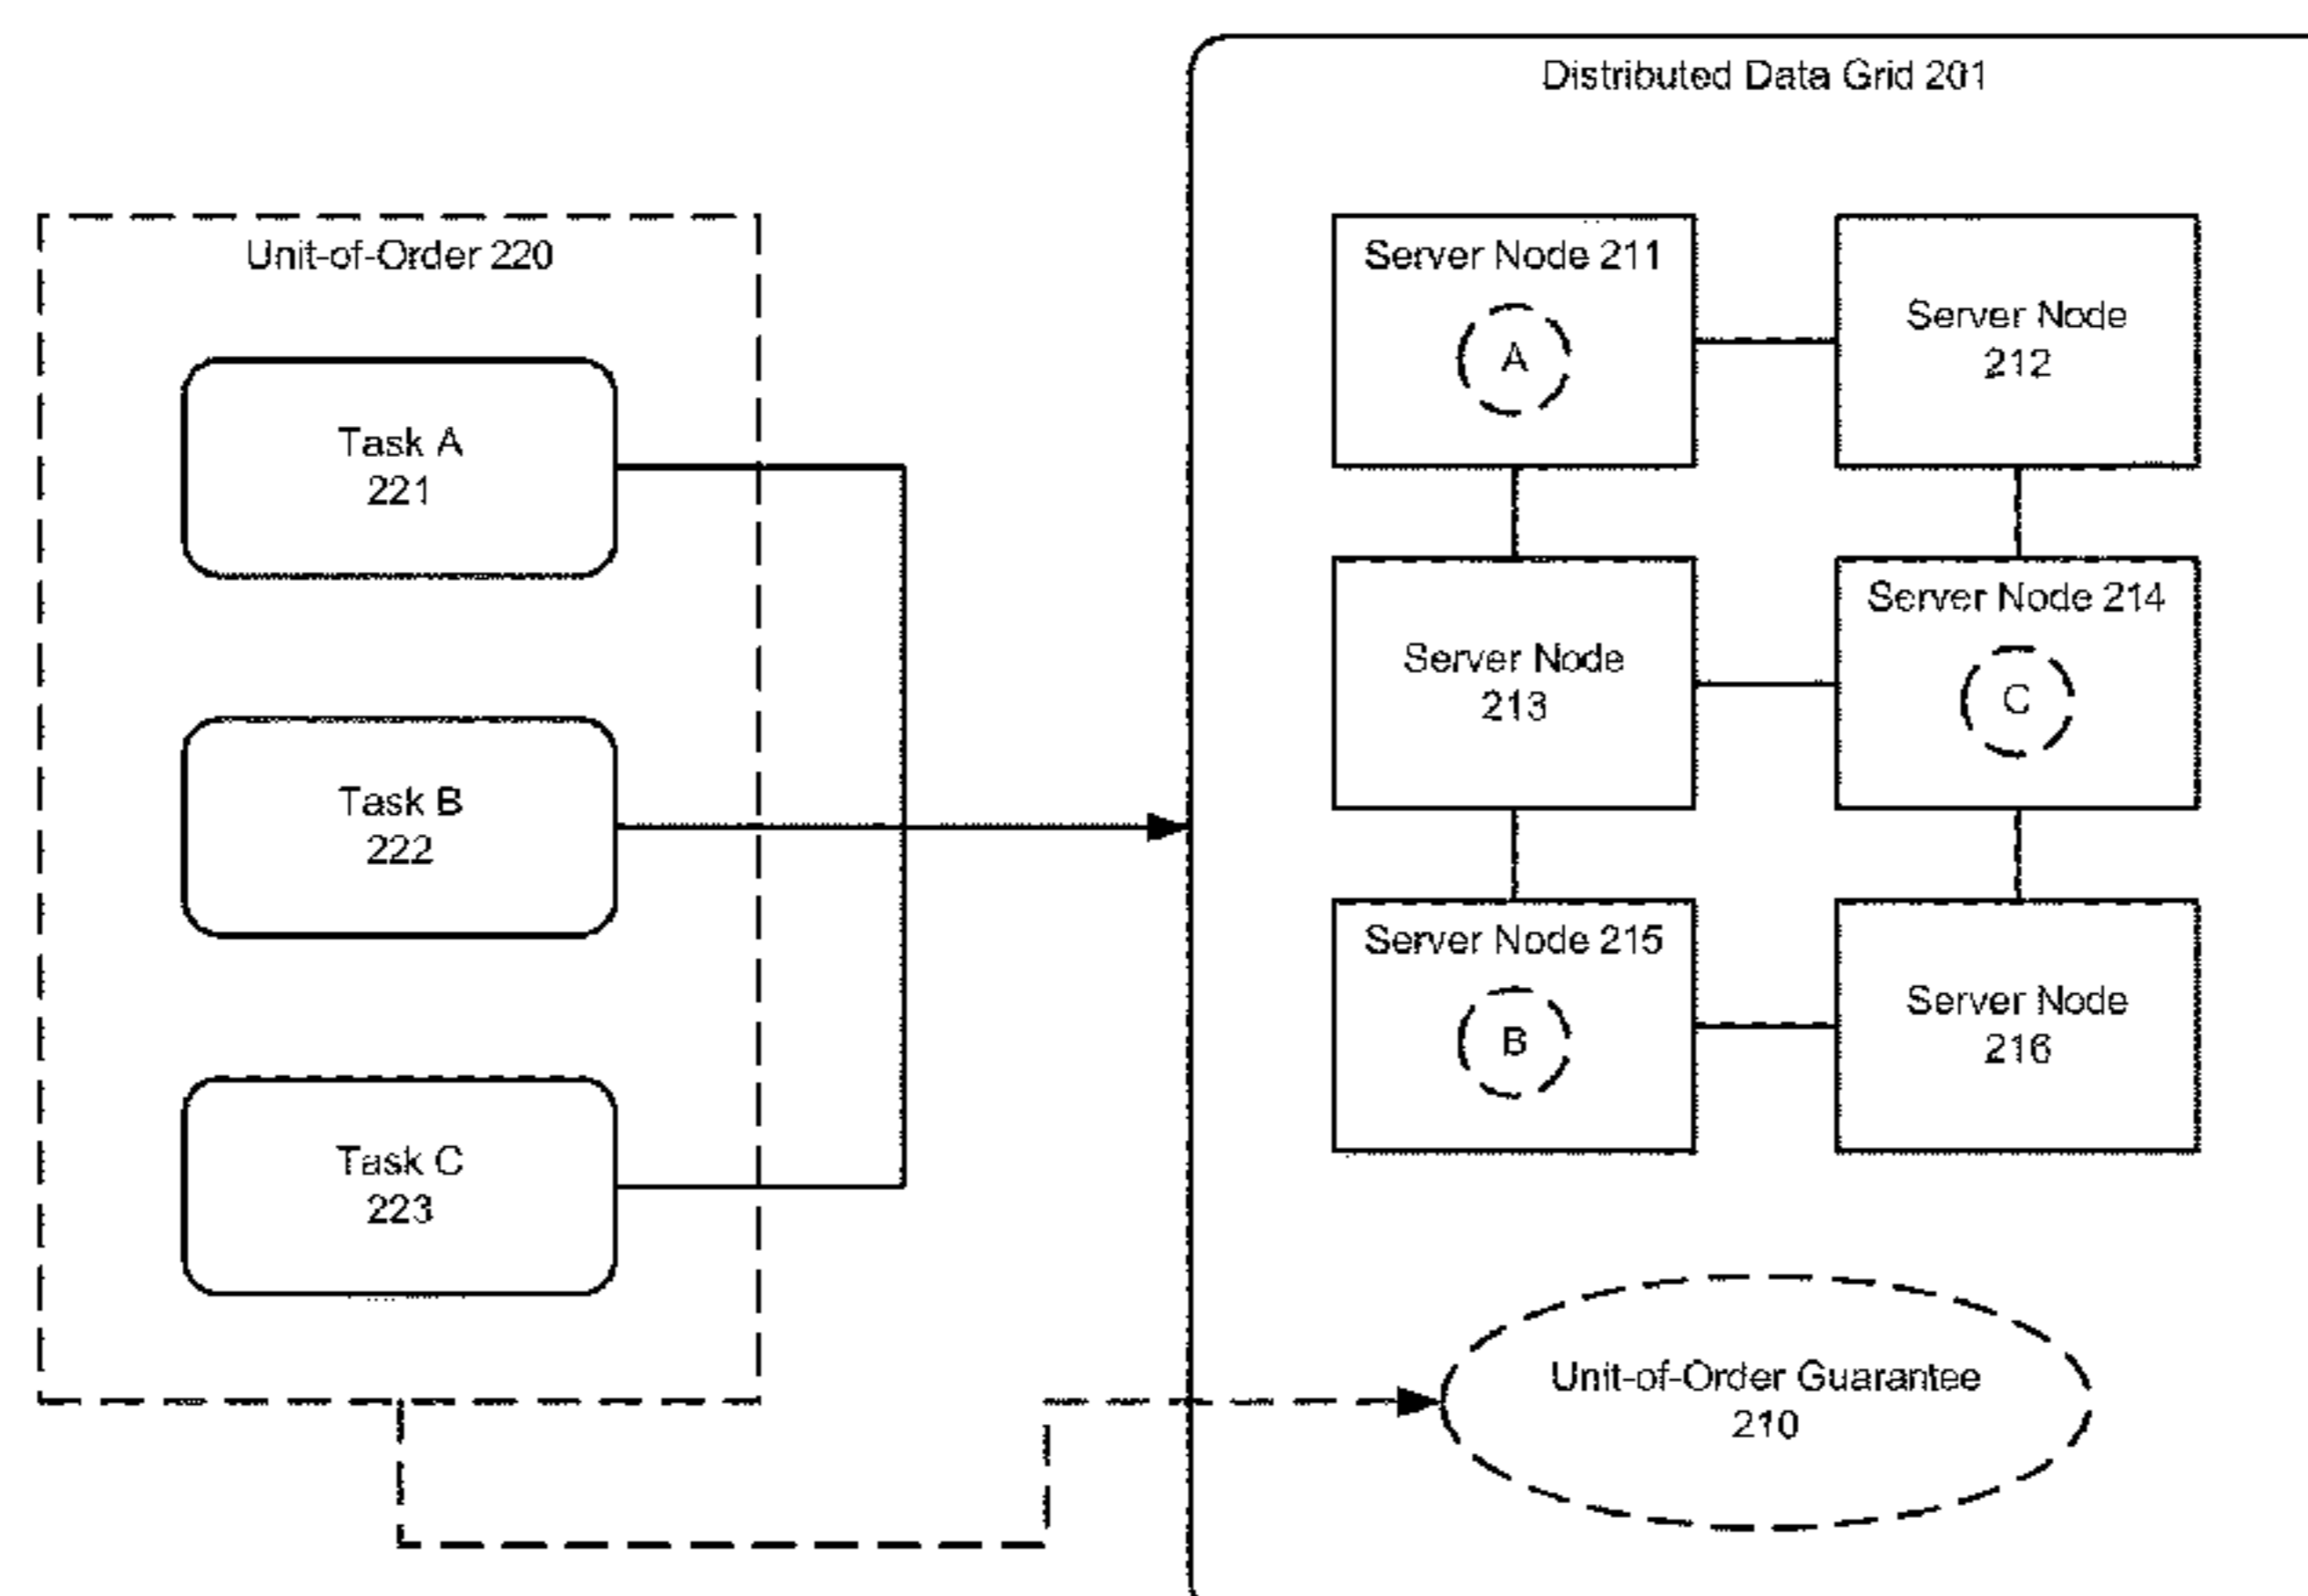 Distributed Data Grid 201
Unit-of-Order 220
Task A
221
Task B
222
Task C
223
Server Node 211
A
Server Node
212
Server Node
213
Server Node 214
C
Server Node 215
B
Server Node
216
Unit-of-Order Guarantee
210